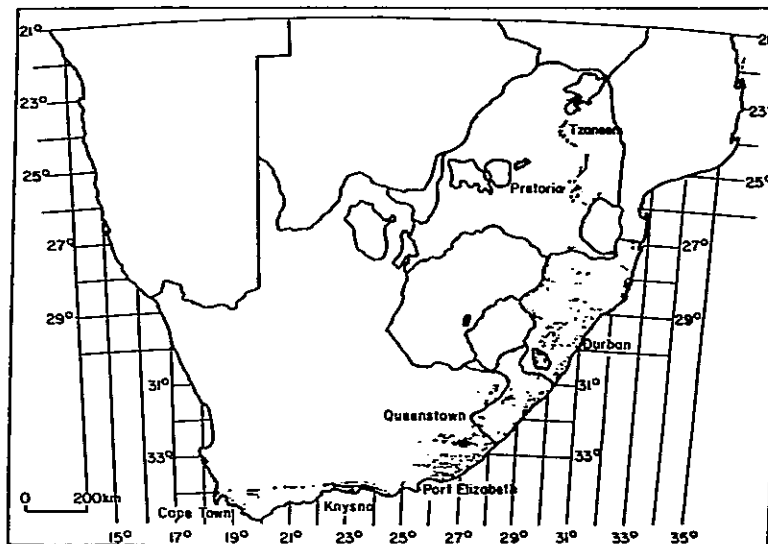 21°
21
23°
23°
Tzaneen
25°
Pretoria
25°
27°
27°
29°
29°
Durban
31°
31°
Queenstown
33°
33°
0 200km
Port Elizabeth
Cape Town
Knysna
15° 17° 19° 21° 23° 25° 27° 29° 31° 33° 35°